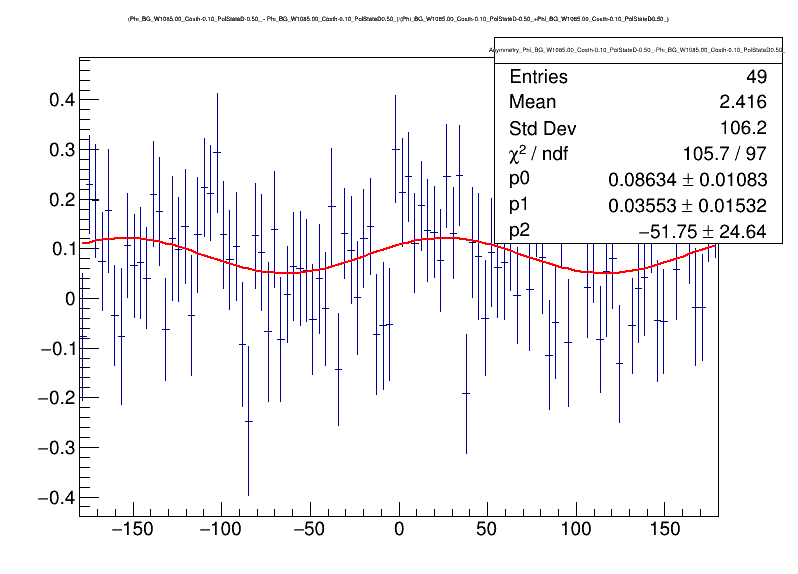 (Phi_BG_W1085.00_Costh-0.10_PolStateD-0.50_ - Phi_BG_W1085.00_Costh-0.10_PolStateD0.50_)/(Phi_BG_W1085.00_Costh-0.10_PolStateD-0.50_+Phi_BG_W1085.00_Costh-0.10_PolStateD0.50_)
Asymmetry_Phi_BG_W1085.00_Costh-0.10_PolStateD-0.50_-Phi_BG_W1085.00_Costh-0.10_PolStateD0.50_
Entries 49
Mean 2.416
Std Dev 106.2
χ² / ndf 105.7 / 97
p0 0.08634 ± 0.01083
p1 0.03553 ± 0.01532
p2 −51.75 ± 24.64
0.4
0.3
0.2
0.1
0
−0.1
−0.2
−0.3
−0.4
−150 −100 −50 0 50 100 150